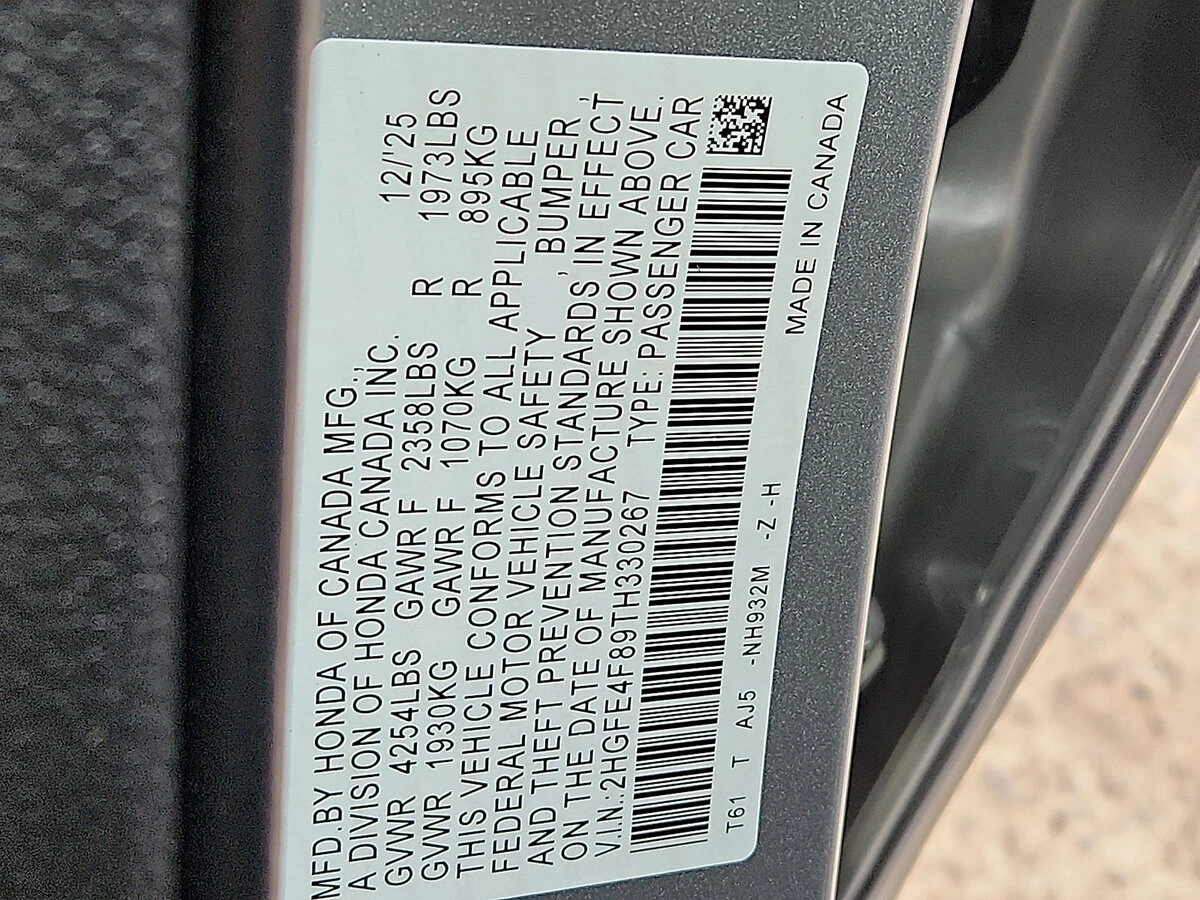 MFD.BY HONDA OF CANADA MFG.,
A DIVISION OF HONDA CANADA INC. 12/'25
GVWR 4254LBS GAWR F 2358LBS R 1973LBS
GVWR 1930KG GAWR F 1070KG R 895KG
THIS VEHICLE CONFORMS TO ALL APPLICABLE
FEDERAL MOTOR VEHICLE SAFETY, BUMPER,
AND THEFT PREVENTION STANDARDS IN EFFECT
ON THE DATE OF MANUFACTURE SHOWN ABOVE.
V.I.N.:2HGFE4F89TH330267 TYPE: PASSENGER CAR
T61 T AJ5 -NH932M -Z -H MADE IN CANADA